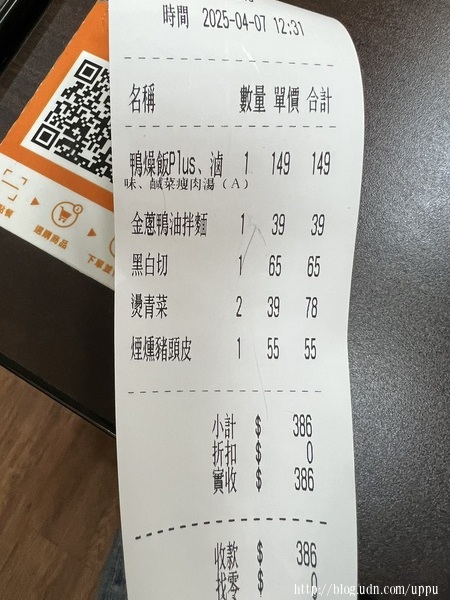 時間 2025-04-07 12:31
名稱 數量 單價 合計
鴨燥飯Plus、滷 1 149 149
味、鹹菜瘦肉湯（A）
金蔥鴨油拌麵 1 39 39
黑白切 1 65 65
燙青菜 2 39 78
煙燻豬頭皮 1 55 55
小計 $ 386
折扣 $ 0
實收 $ 386
收款 $ 386
找零 $ 0
選購商品
http://blog.udn.com/uppu